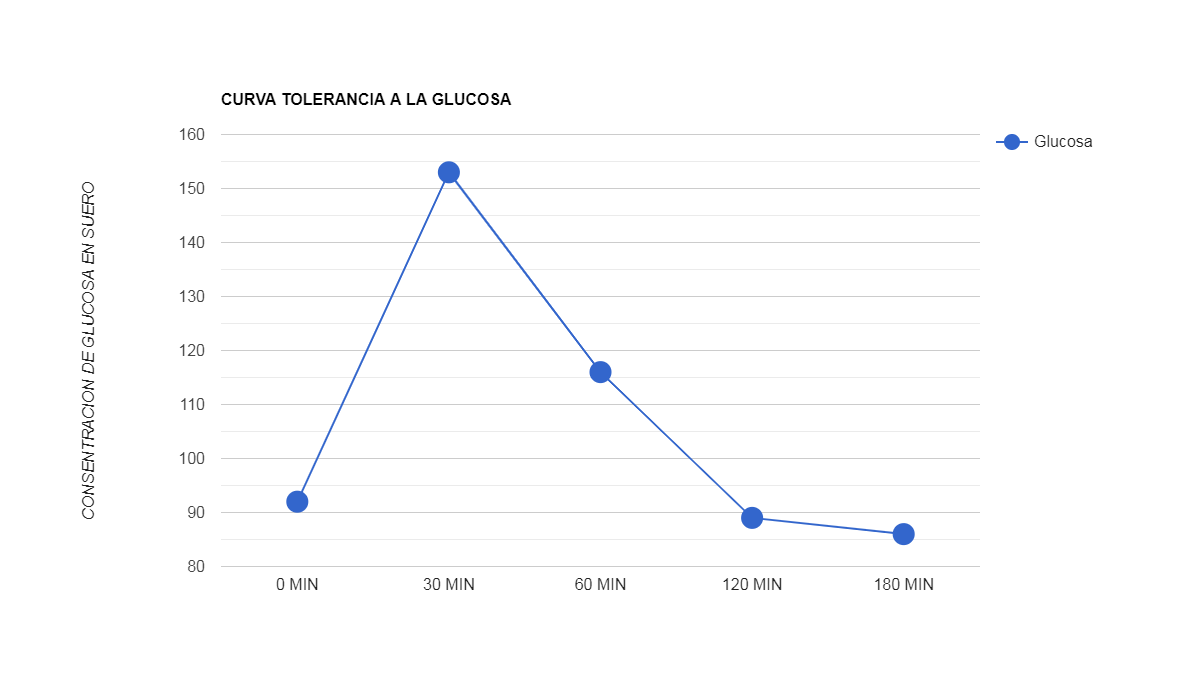 CURVA TOLERANCIA A LA GLUCOSA
160
150
140
130
120
110
100
90
80
CONSENTRACION DE GLUCOSA EN SUERO
0 MIN
30 MIN
60 MIN
120 MIN
180 MIN
Glucosa